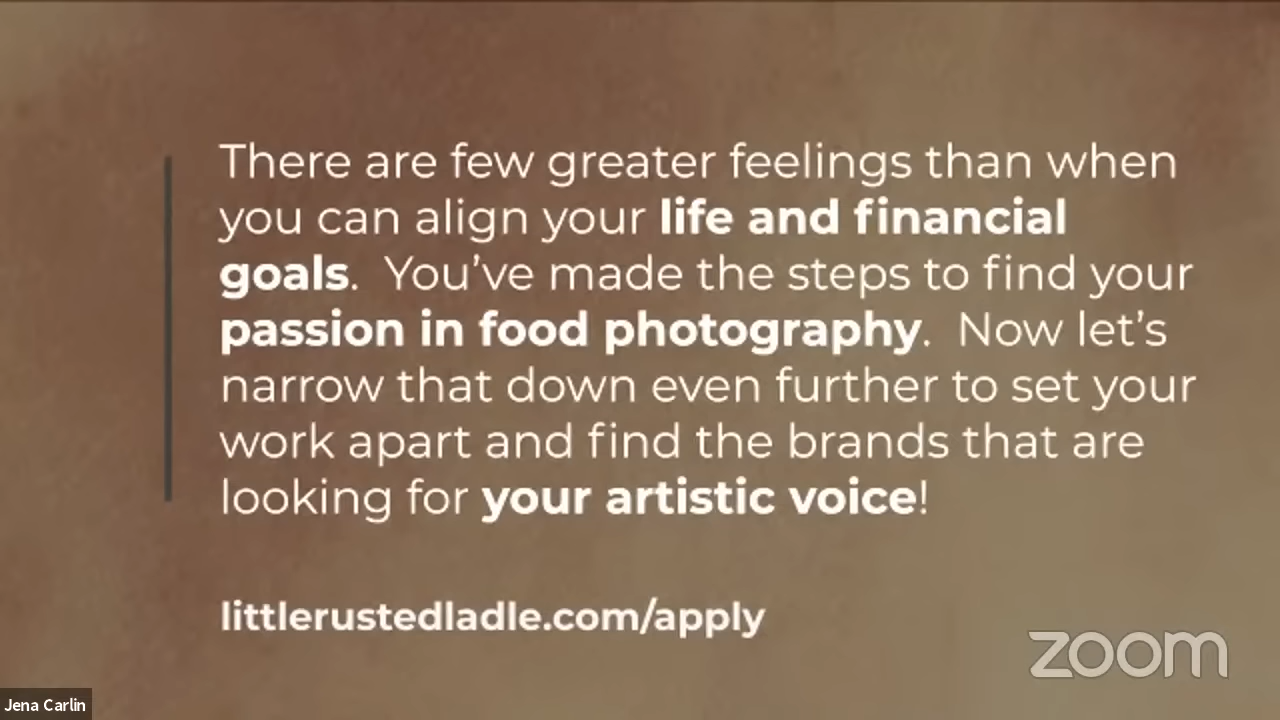 There are few greater feelings than when
you can align your life and financial
goals.  You’ve made the steps to find your
passion in food photography.  Now let’s
narrow that down even further to set your
work apart and find the brands that are
looking for your artistic voice!
littlerustedladle.com/apply
zoom
Jena Carlin